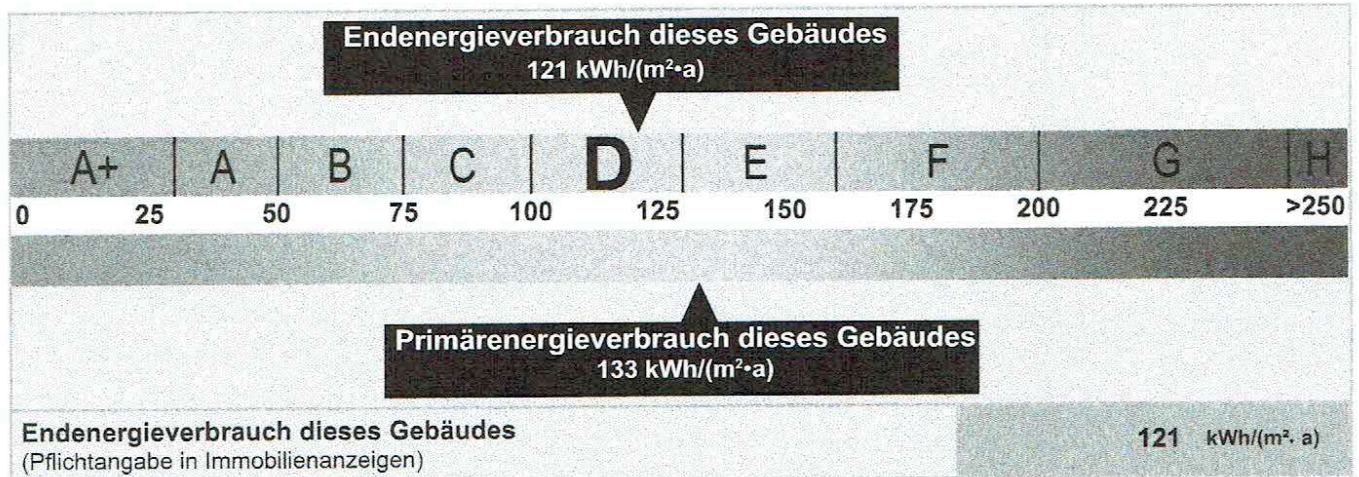 Endenergieverbrauch dieses Gebäudes
121 kWh/(m²•a)
A+ A B C D E F G H
0 25 50 75 100 125 150 175 200 225 >250
Primärenergieverbrauch dieses Gebäudes
133 kWh/(m²•a)
Endenergieverbrauch dieses Gebäudes
(Pflichtangabe in Immobilienanzeigen)
121 kWh/(m²· a)